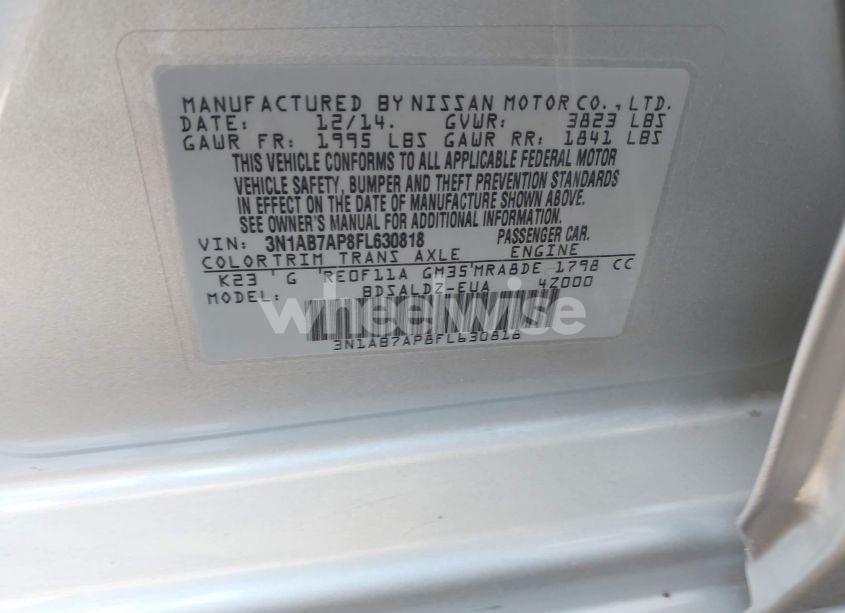 MANUFACTURED BY NISSAN MOTOR CO., LTD.
DATE: 12/14. GVWR: 3823 LBS
GAWR FR: 1995 LBS GAWR RR: 1841 LBS
THIS VEHICLE CONFORMS TO ALL APPLICABLE FEDERAL MOTOR
VEHICLE SAFETY, BUMPER AND THEFT PREVENTION STANDARDS
IN EFFECT ON THE DATE OF MANUFACTURE SHOWN ABOVE.
SEE OWNER'S MANUAL FOR ADDITIONAL INFORMATION.
VIN: 3N1AB7AP8FL630818 PASSENGER CAR.
COLOR TRIM TRANS AXLE ENGINE
K23 ' G 'RE0F11A GM35'MRA8DE 1798 CC
MODEL: BDSALDZ-EUA 4Z000
wheelwise
3N1AB7AP8FL630818